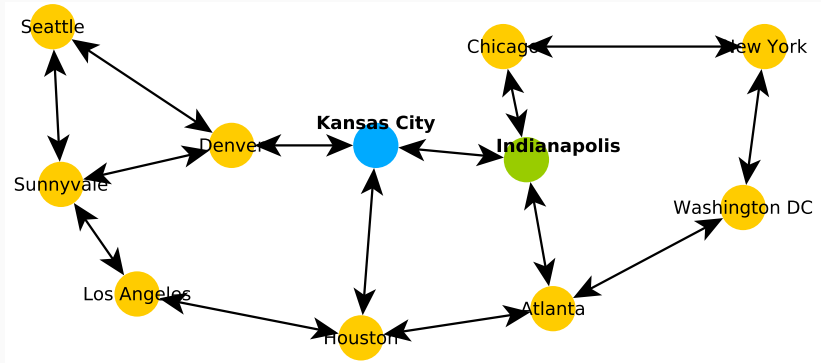 Seattle
Chicago
New York
Kansas City
Denver
Indianapolis
Sunnyvale
Washington DC
Los Angeles
Atlanta
Houston